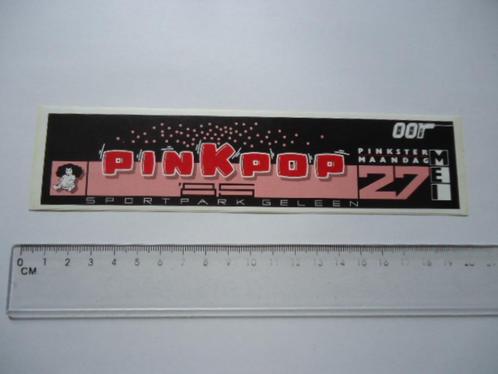 007
PINKPOP
PINKSTER
MAANDAG
27
MEI
'85
SPORTPARK GELEEN
0 1 2 3 4 5 6 7 8 9 10 11 12 13 14 15 16 17 18 19 20
CM